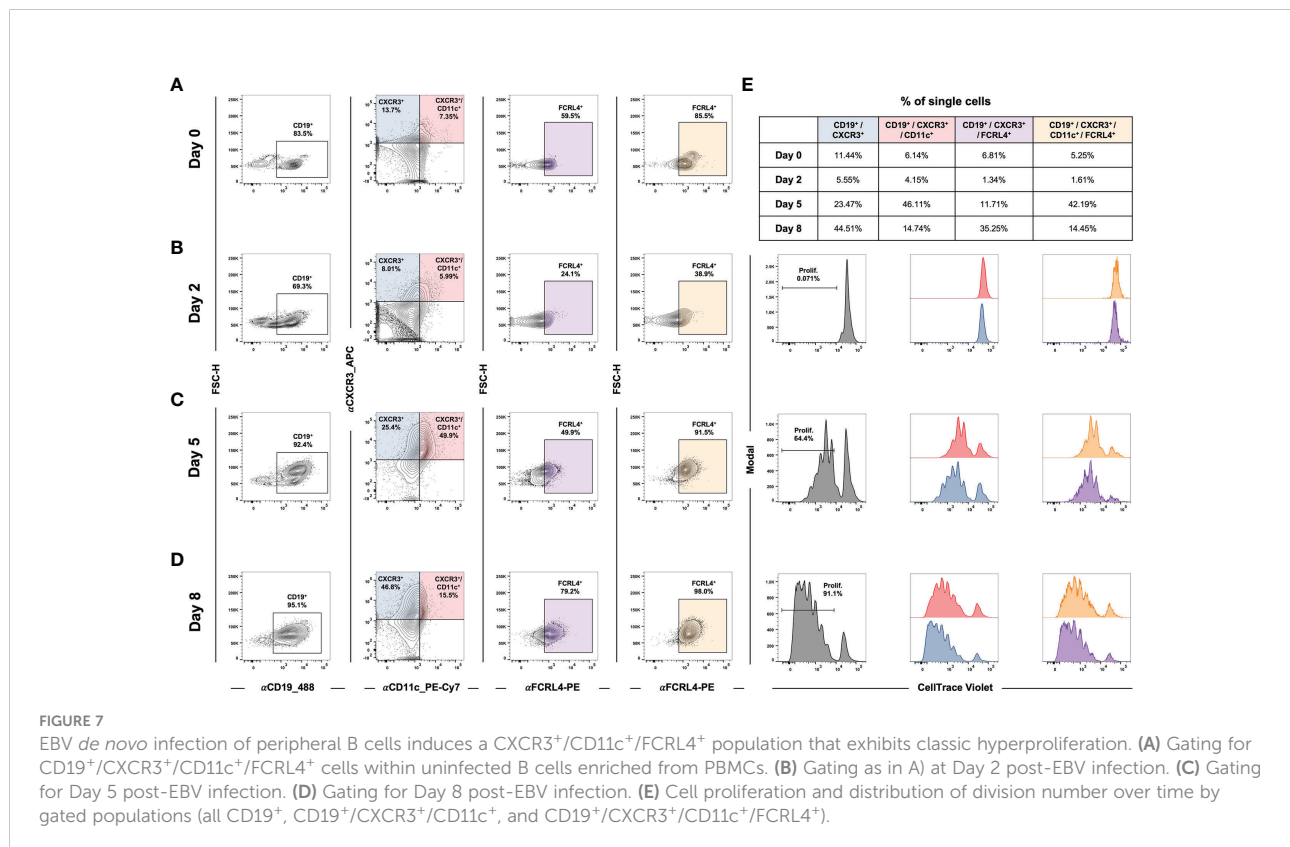 A
Day 0
CD19⁺
83.5%
CXCR3⁺
13.7%
CXCR3⁺/
CD11c⁺
7.35%
FCRL4⁺
59.5%
FCRL4⁺
85.5%
B
Day 2
CD19⁺
69.3%
CXCR3⁺
8.01%
CXCR3⁺/
CD11c⁺
5.99%
FCRL4⁺
24.1%
FCRL4⁺
38.9%
FSC-H
αCXCR3_APC
FSC-H
FSC-H
C
Day 5
CD19⁺
92.4%
CXCR3⁺
25.4%
CXCR3⁺/
CD11c⁺
49.9%
FCRL4⁺
49.9%
FCRL4⁺
91.5%
D
Day 8
CD19⁺
95.1%
CXCR3⁺
46.8%
CXCR3⁺/
CD11c⁺
15.5%
FCRL4⁺
79.2%
FCRL4⁺
98.0%
αCD19_488
αCD11c_PE-Cy7
αFCRL4-PE
αFCRL4-PE
E
% of single cells
CD19⁺ / CXCR3⁺ CD19⁺ / CXCR3⁺ / CD11c⁺ CD19⁺ / CXCR3⁺ / FCRL4⁺ CD19⁺ / CXCR3⁺ / CD11c⁺ / FCRL4⁺
Day 0 11.44% 6.14% 6.81% 5.25%
Day 2 5.55% 4.15% 1.34% 1.61%
Day 5 23.47% 46.11% 11.71% 42.19%
Day 8 44.51% 14.74% 35.25% 14.45%
Prolif.
0.071%
Modal
Prolif.
64.4%
Prolif.
91.1%
CellTrace Violet
FIGURE 7
EBV de novo infection of peripheral B cells induces a CXCR3⁺/CD11c⁺/FCRL4⁺ population that exhibits classic hyperproliferation. (A) Gating for
CD19⁺/CXCR3⁺/CD11c⁺/FCRL4⁺ cells within uninfected B cells enriched from PBMCs. (B) Gating as in A) at Day 2 post-EBV infection. (C) Gating
for Day 5 post-EBV infection. (D) Gating for Day 8 post-EBV infection. (E) Cell proliferation and distribution of division number over time by
gated populations (all CD19⁺, CD19⁺/CXCR3⁺/CD11c⁺, and CD19⁺/CXCR3⁺/CD11c⁺/FCRL4⁺).